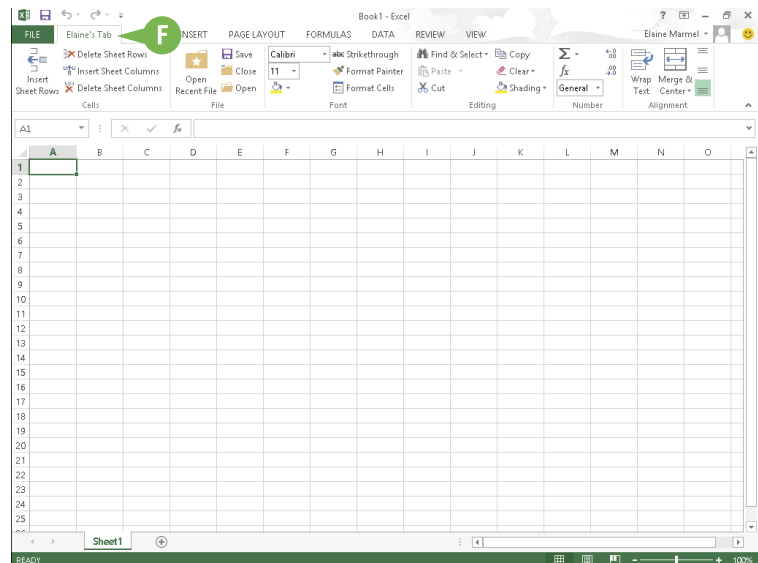 Book1 - Excel
?
FILE Elaine's Tab F NSERT PAGE LAYOUT FORMULAS DATA REVIEW VIEW Elaine Marmel
Insert
Sheet Rows
Delete Sheet Rows
Insert Sheet Columns
Delete Sheet Columns
Cells
Open
Recent File
Save
Close
Open
File
Calibri abc Strikethrough
11 Format Painter
Format Cells
Font
Find & Select Copy
Paste Clear
Cut Shading
Editing
Σ
fx
General
Number
Wrap
Text
Merge &
Center
Alignment
A1 fx
A B C D E F G H I J K L M N O
1
2
3
4
5
6
7
8
9
10
11
12
13
14
15
16
17
18
19
20
21
22
23
24
25
Sheet1
READY 100%